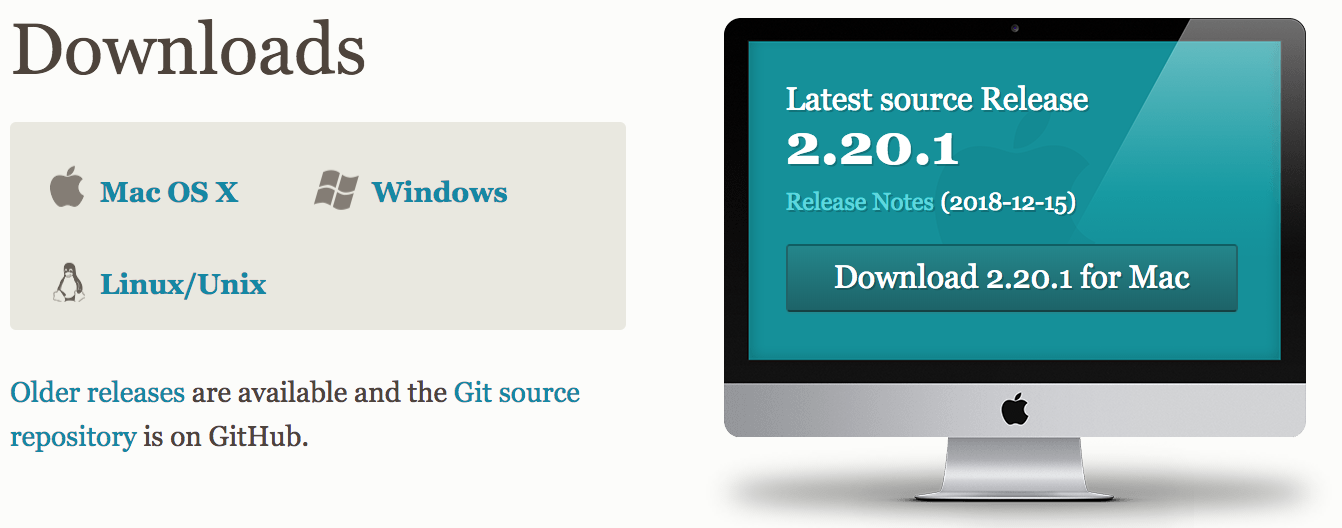 Downloads
Mac OS X
Windows
Linux/Unix
Older releases are available and the Git source
repository is on GitHub.
Latest source Release
2.20.1
Release Notes (2018-12-15)
Download 2.20.1 for Mac